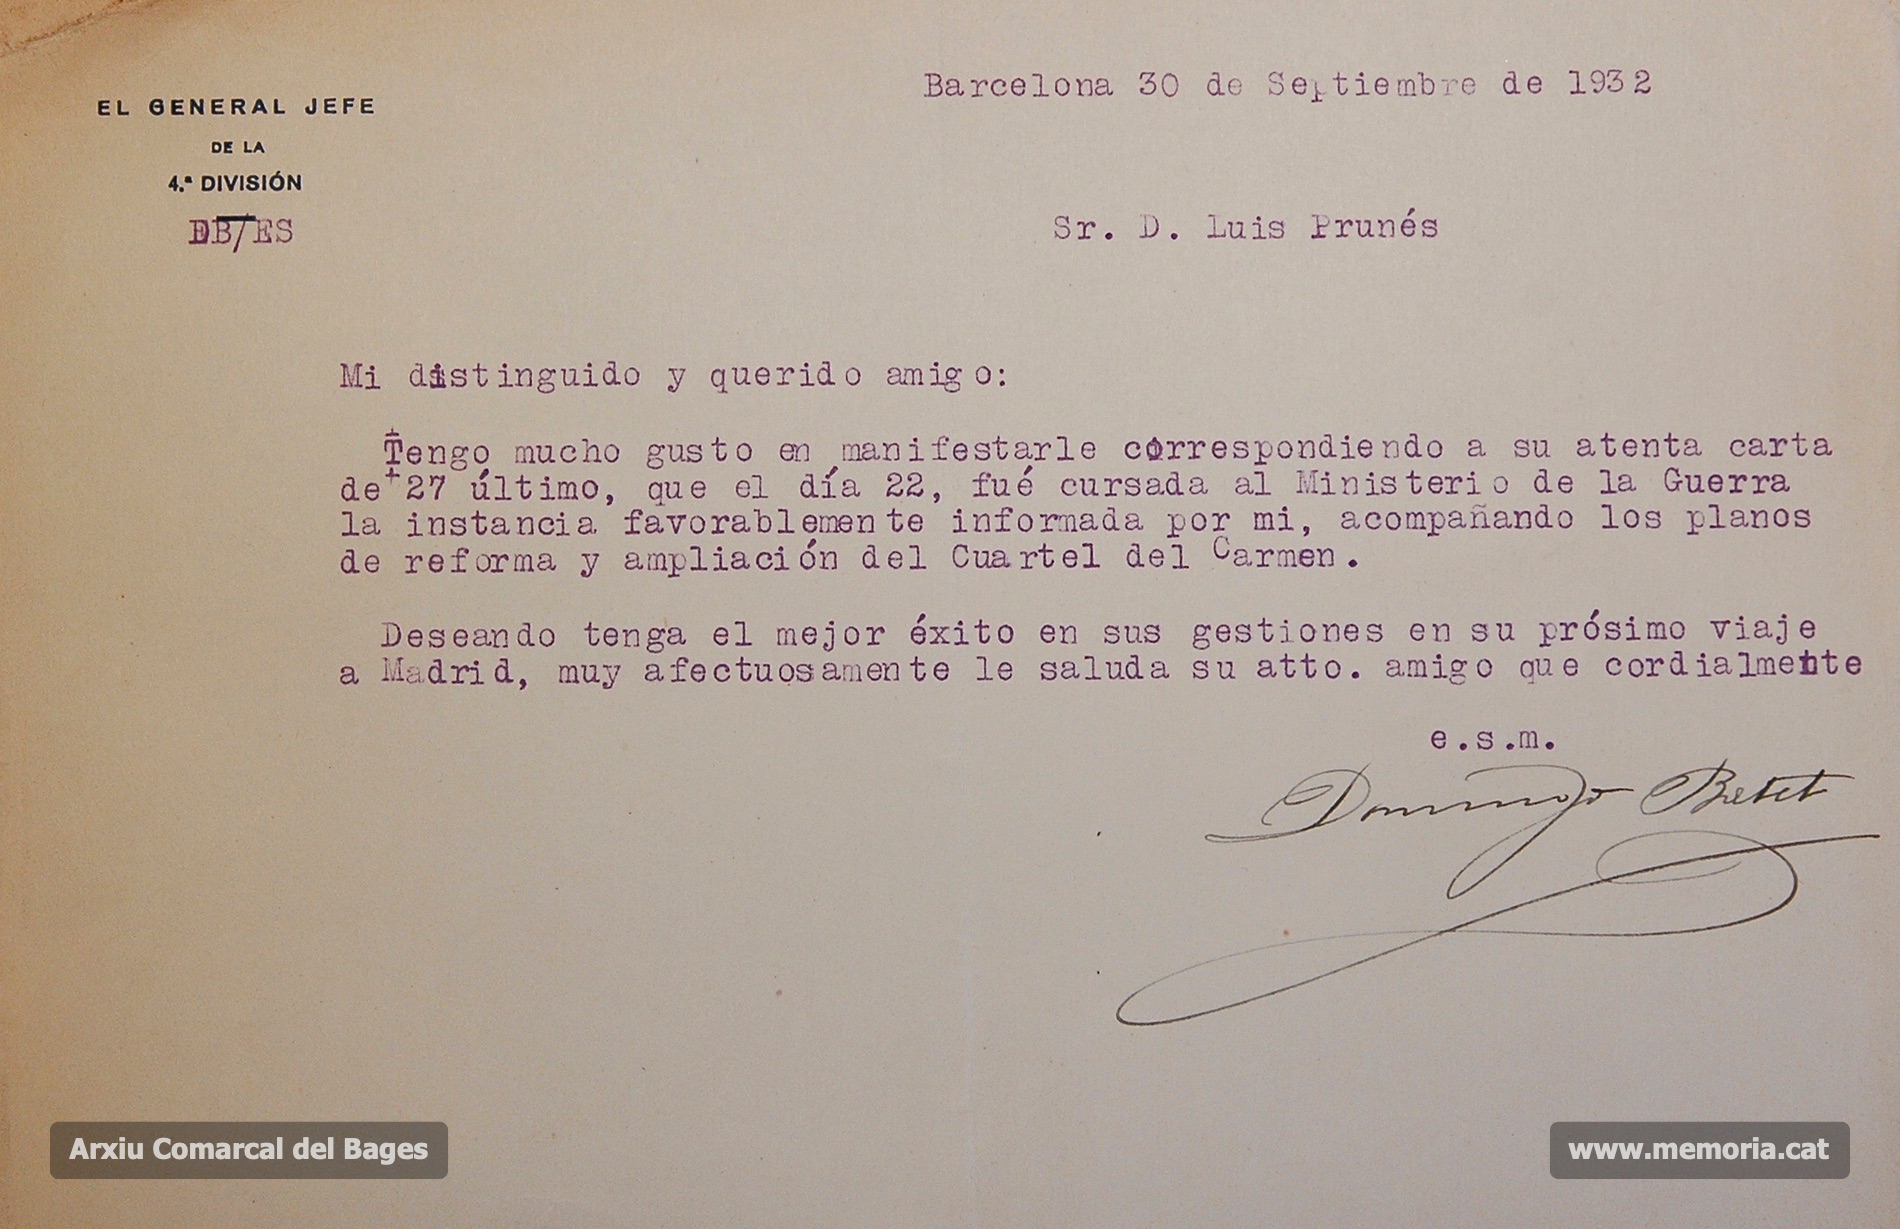 EL GENERAL JEFE
DE LA
4.ª DIVISIÓN
DB/ES
Barcelona 30 de Septiembre de 1932
Sr. D. Luis Prunés
Mi distinguido y querido amigo:
Tengo mucho gusto en manifestarle correspondiendo a su atenta carta
de 27 último, que el día 22, fué cursada al Ministerio de la Guerra
la instancia favorablemente informada por mi, acompañando los planos
de reforma y ampliación del Cuartel del Carmen.
Deseando tenga el mejor éxito en sus gestiones en su prósimo viaje
a Madrid, muy afectuosamente le saluda su atto. amigo que cordialmente
e.s.m.
Domingo Batet
Arxiu Comarcal del Bages
www.memoria.cat